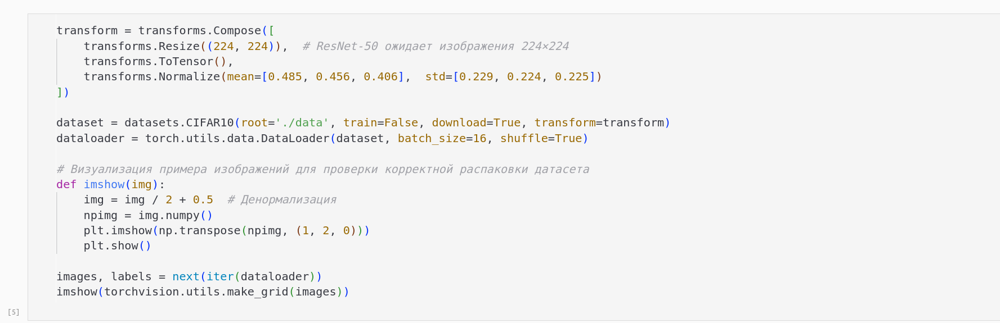 transform = transforms.Compose([
    transforms.Resize((224, 224)),  # ResNet-50 ожидает изображения 224×224
    transforms.ToTensor(),
    transforms.Normalize(mean=[0.485, 0.456, 0.406],  std=[0.229, 0.224, 0.225])
])
dataset = datasets.CIFAR10(root='./data', train=False, download=True, transform=transform)
dataloader = torch.utils.data.DataLoader(dataset, batch_size=16, shuffle=True)
# Визуализация примера изображений для проверки корректной распаковки датасета
def imshow(img):
    img = img / 2 + 0.5  # Денормализация
    npimg = img.numpy()
    plt.imshow(np.transpose(npimg, (1, 2, 0)))
    plt.show()
images, labels = next(iter(dataloader))
imshow(torchvision.utils.make_grid(images))
[5]